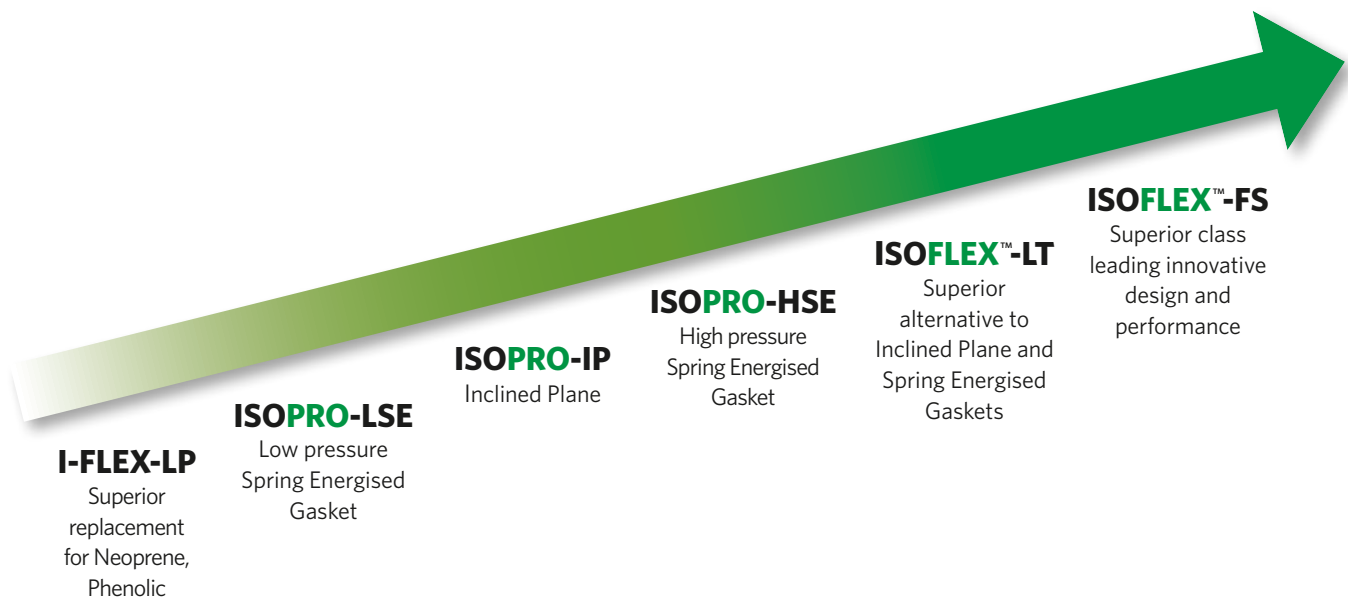 I-FLEX-LP
Superior
replacement
for Neoprene,
Phenolic
ISOPRO-LSE
Low pressure
Spring Energised
Gasket
ISOPRO-IP
Inclined Plane
ISOPRO-HSE
High pressure
Spring Energised
Gasket
ISOFLEX™-LT
Superior
alternative to
Inclined Plane and
Spring Energised
Gaskets
ISOFLEX™-FS
Superior class
leading innovative
design and
performance